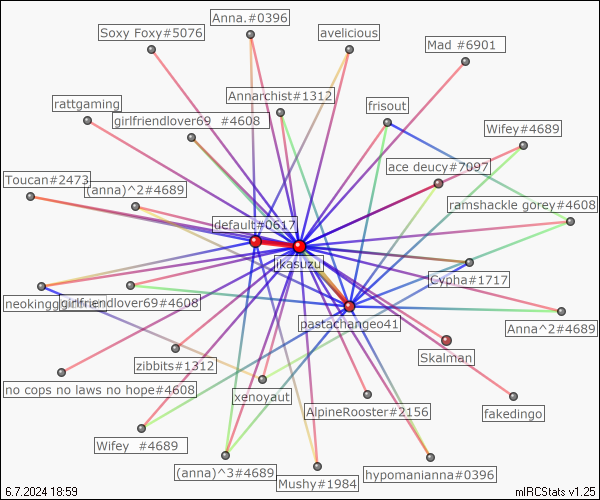 Anna.#0396
Soxy Foxy#5076
avelicious
Mad #6901
rattgaming
Annarchist#1312
frisout
girlfriendlover69 #4608
Wifey#4689
ace deucy#7097
Toucan#2473
(anna)^2#4689
ramshackle gorey#4608
default#0617
ikasuzu
Cypha#1717
neokingg
girlfriendlover69#4608
pastachangeo41
Anna^2#4689
Skalman
zibbits#1312
no cops no laws no hope#4608
xenoyaut
AlpineRooster#2156
fakedingo
Wifey #4689
(anna)^3#4689
Mushy#1984
hypomanianna#0396
6.7.2024 18:59
mIRCStats v1.25